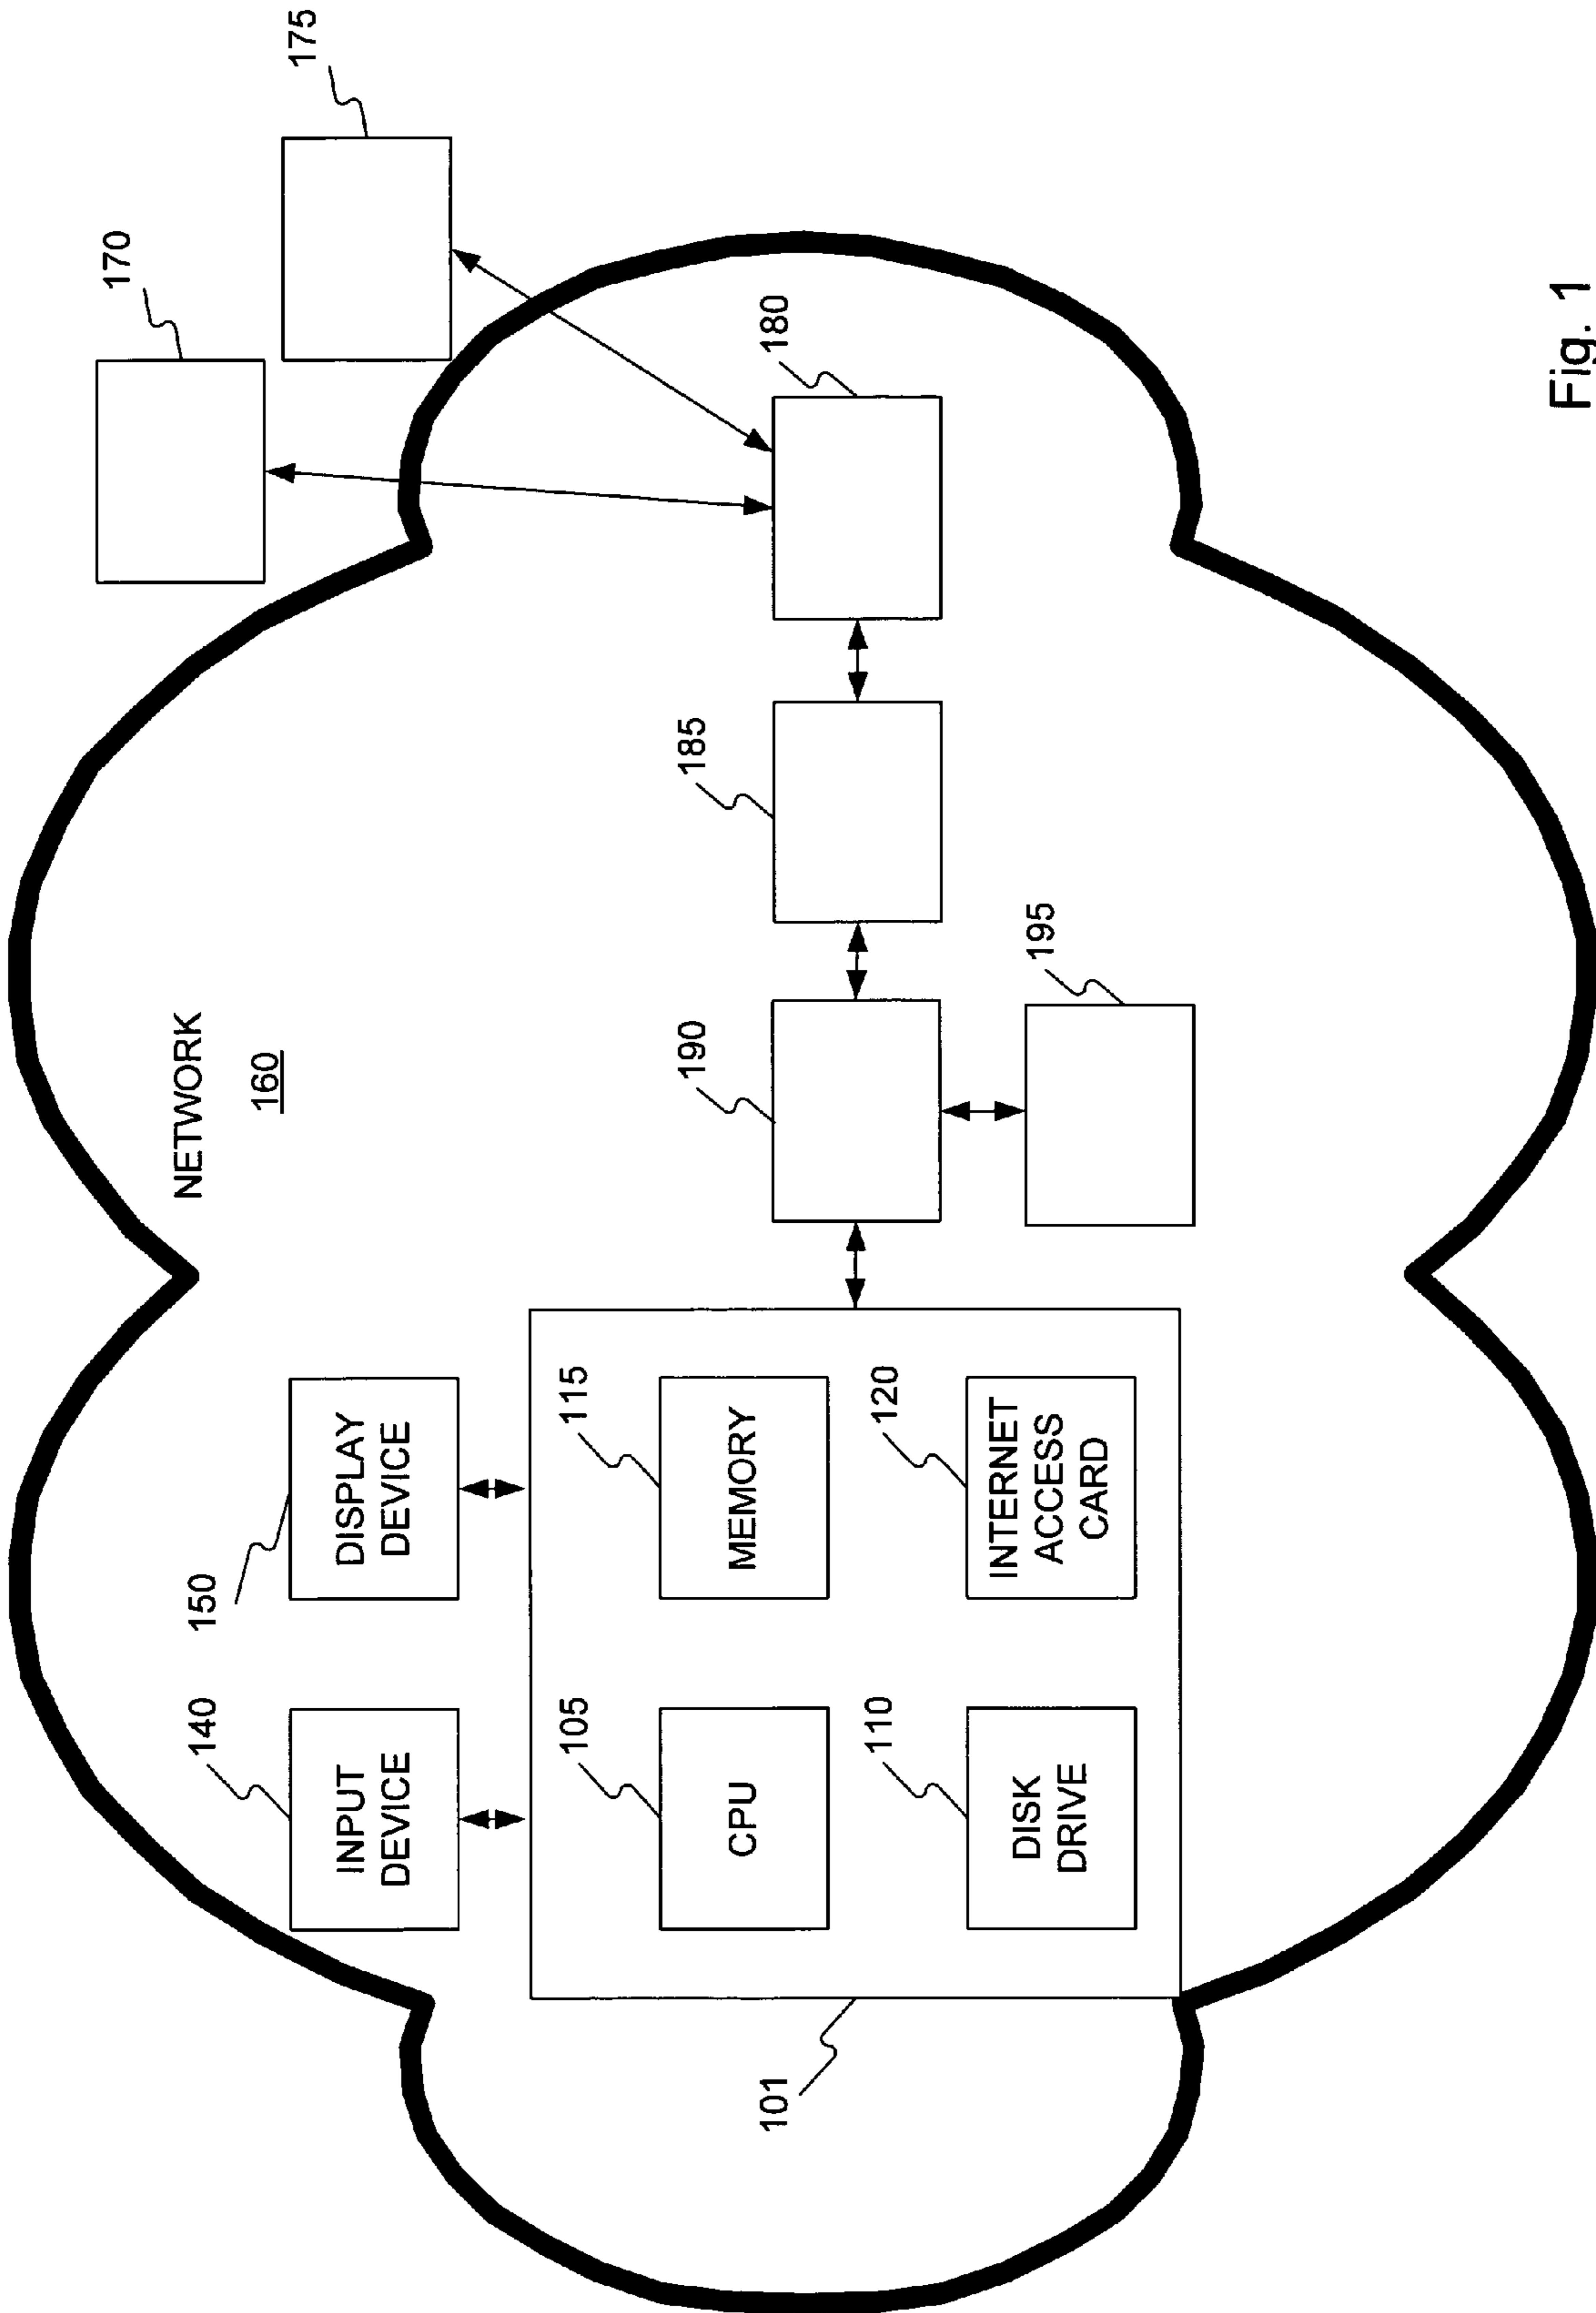 170
175
NETWORK
160
140
150
INPUT
DEVICE
DISPLAY
DEVICE
105
115
CPU
MEMORY
110
120
DISK
DRIVE
INTERNET
ACCESS
CARD
101
190
185
180
195
Fig. 1